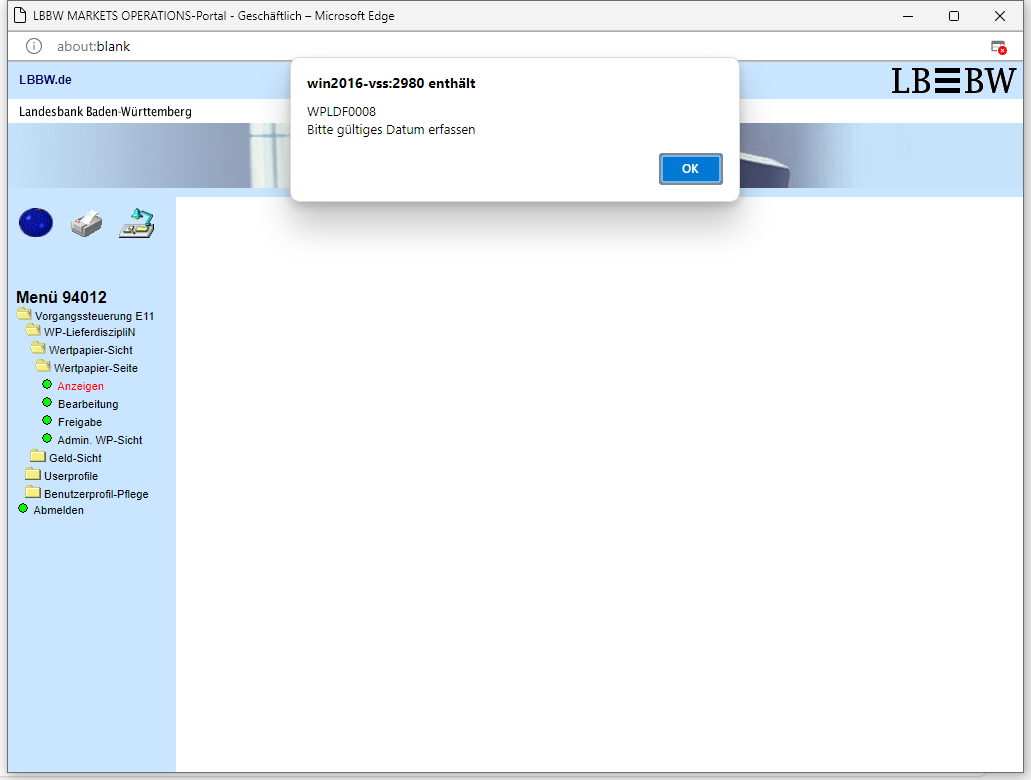 LBBW MARKETS OPERATIONS-Portal - Geschäftlich – Microsoft Edge
about:blank
LBBW.de
LBBW
Landesbank Baden-Württemberg
win2016-vss:2980 enthält
WPLDF0008
Bitte gültiges Datum erfassen
OK
Menü 94012
Vorgangssteuerung E11
WP-LieferdiszipliN
Wertpapier-Sicht
Wertpapier-Seite
Anzeigen
Bearbeitung
Freigabe
Admin. WP-Sicht
Geld-Sicht
Userprofile
Benutzerprofil-Pflege
Abmelden